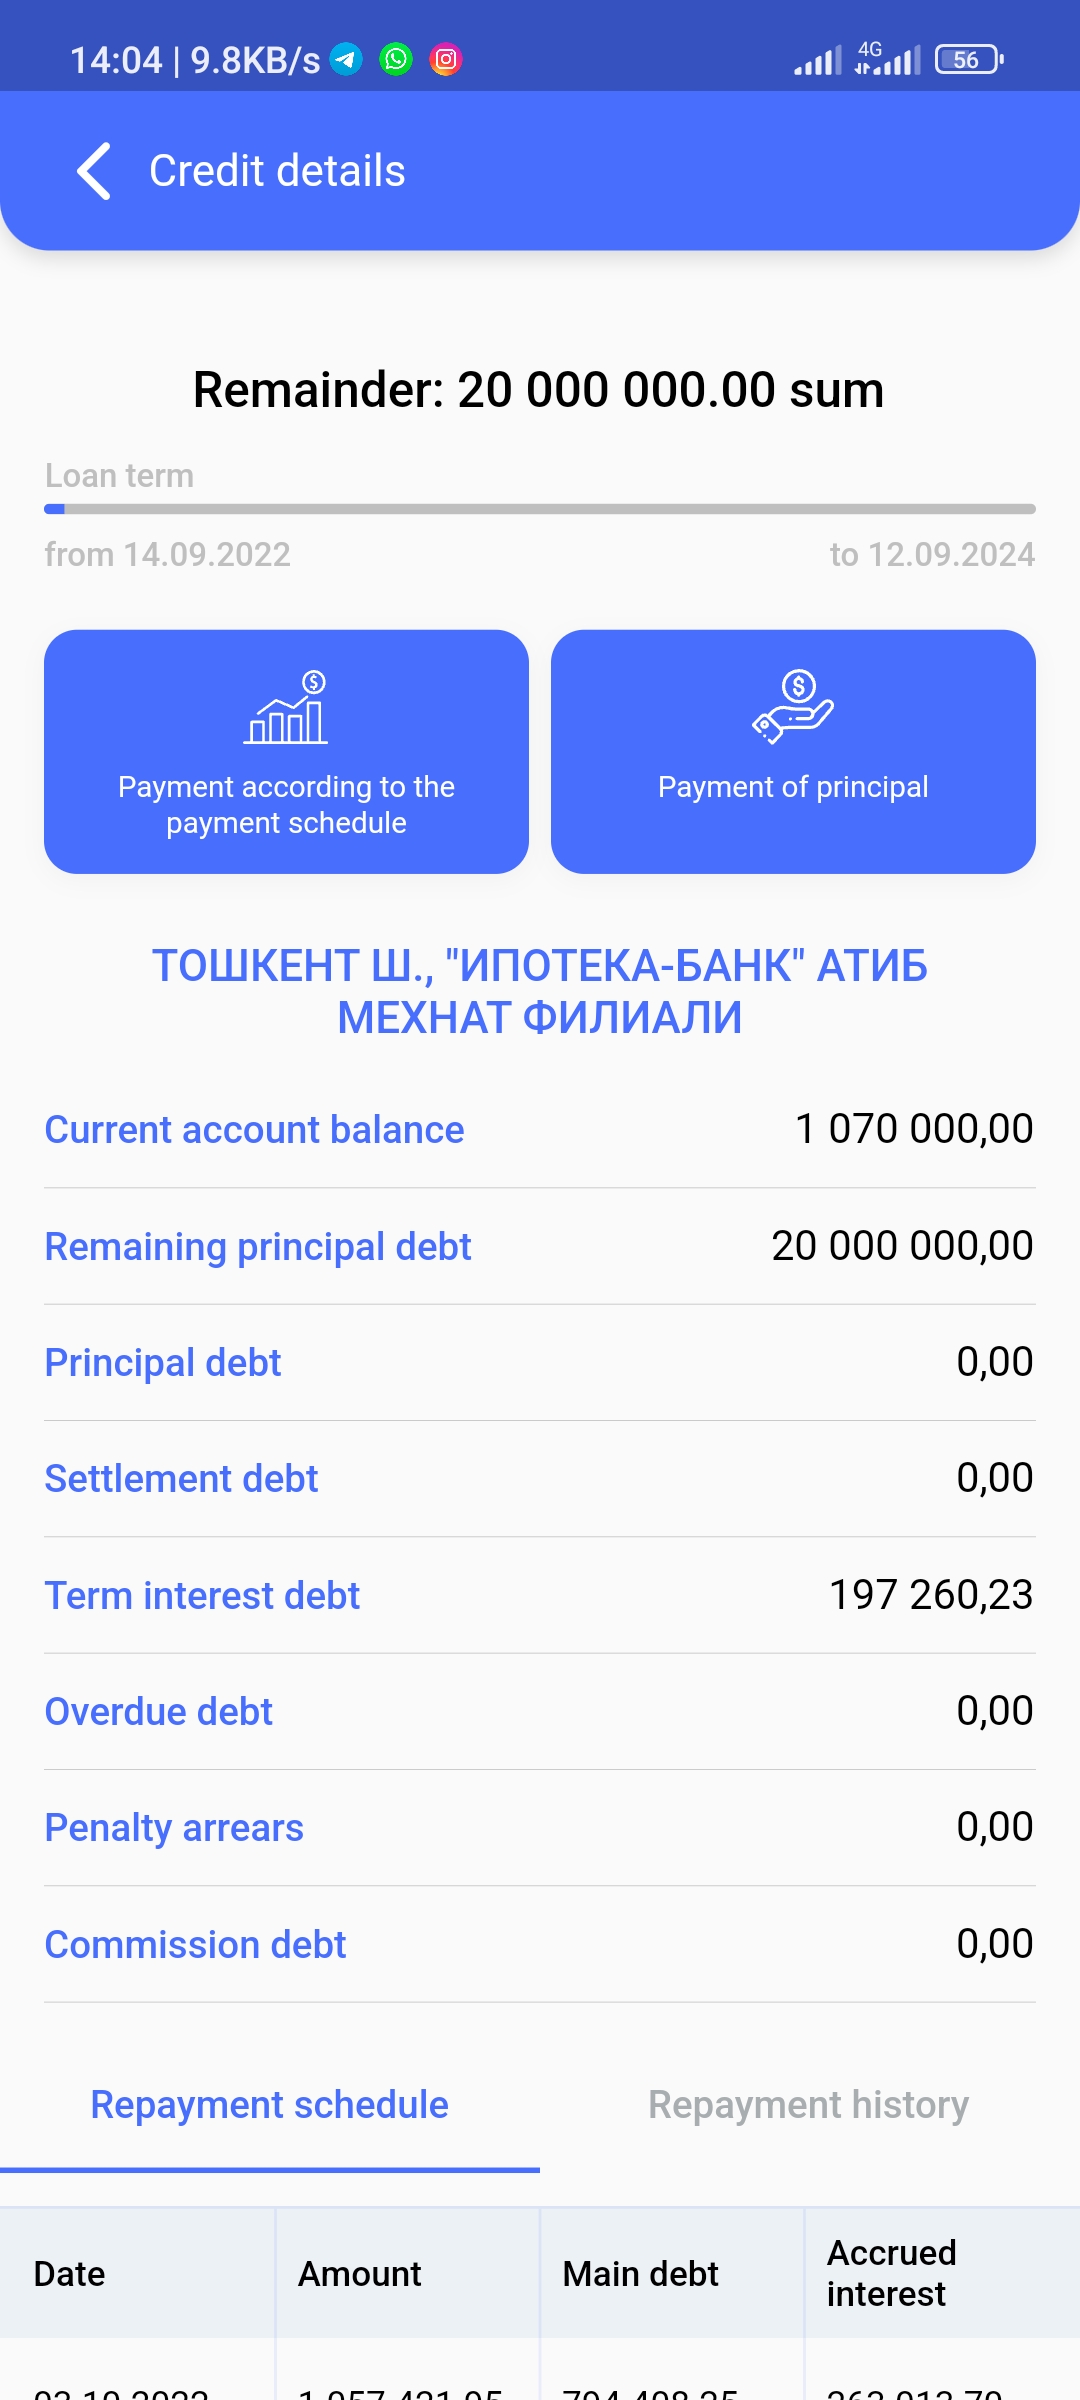 14:04 | 9.8KB/s
4G
56
Credit details
Remainder: 20 000 000.00 sum
Loan term
from 14.09.2022 to 12.09.2024
Payment according to the
payment schedule
Payment of principal
ТОШКЕНТ Ш., "ИПОТЕКА-БАНК" АТИБ
МЕХНАТ ФИЛИАЛИ
Current account balance 1 070 000,00
Remaining principal debt 20 000 000,00
Principal debt 0,00
Settlement debt 0,00
Term interest debt 197 260,23
Overdue debt 0,00
Penalty arrears 0,00
Commission debt 0,00
Repayment schedule Repayment history
Date Amount Main debt Accrued
interest